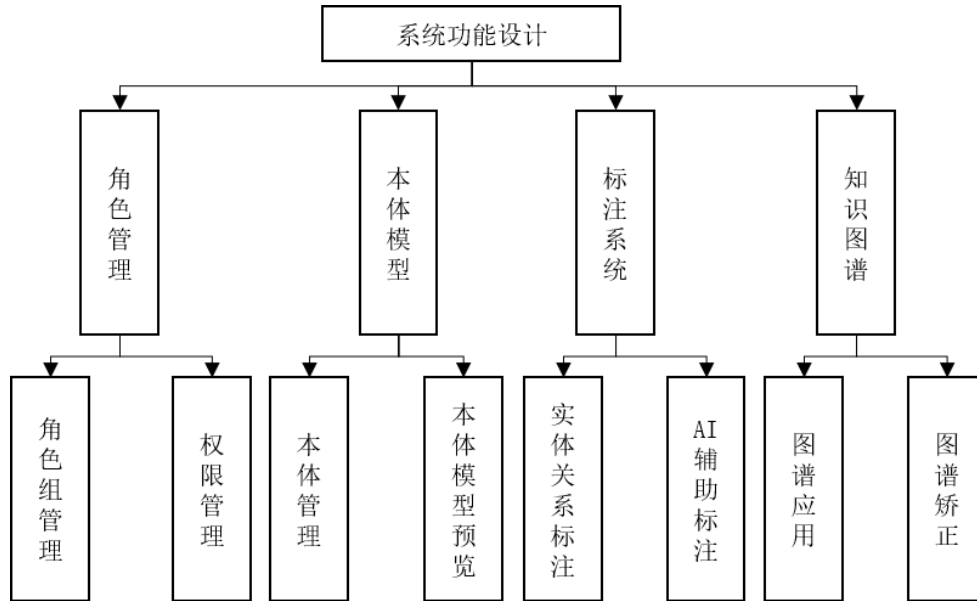 系统功能设计
角色管理
本体模型
标注系统
知识图谱
角色组管理
权限管理
本体管理
本体模型预览
实体关系标注
AI辅助标注
图谱应用
图谱矫正